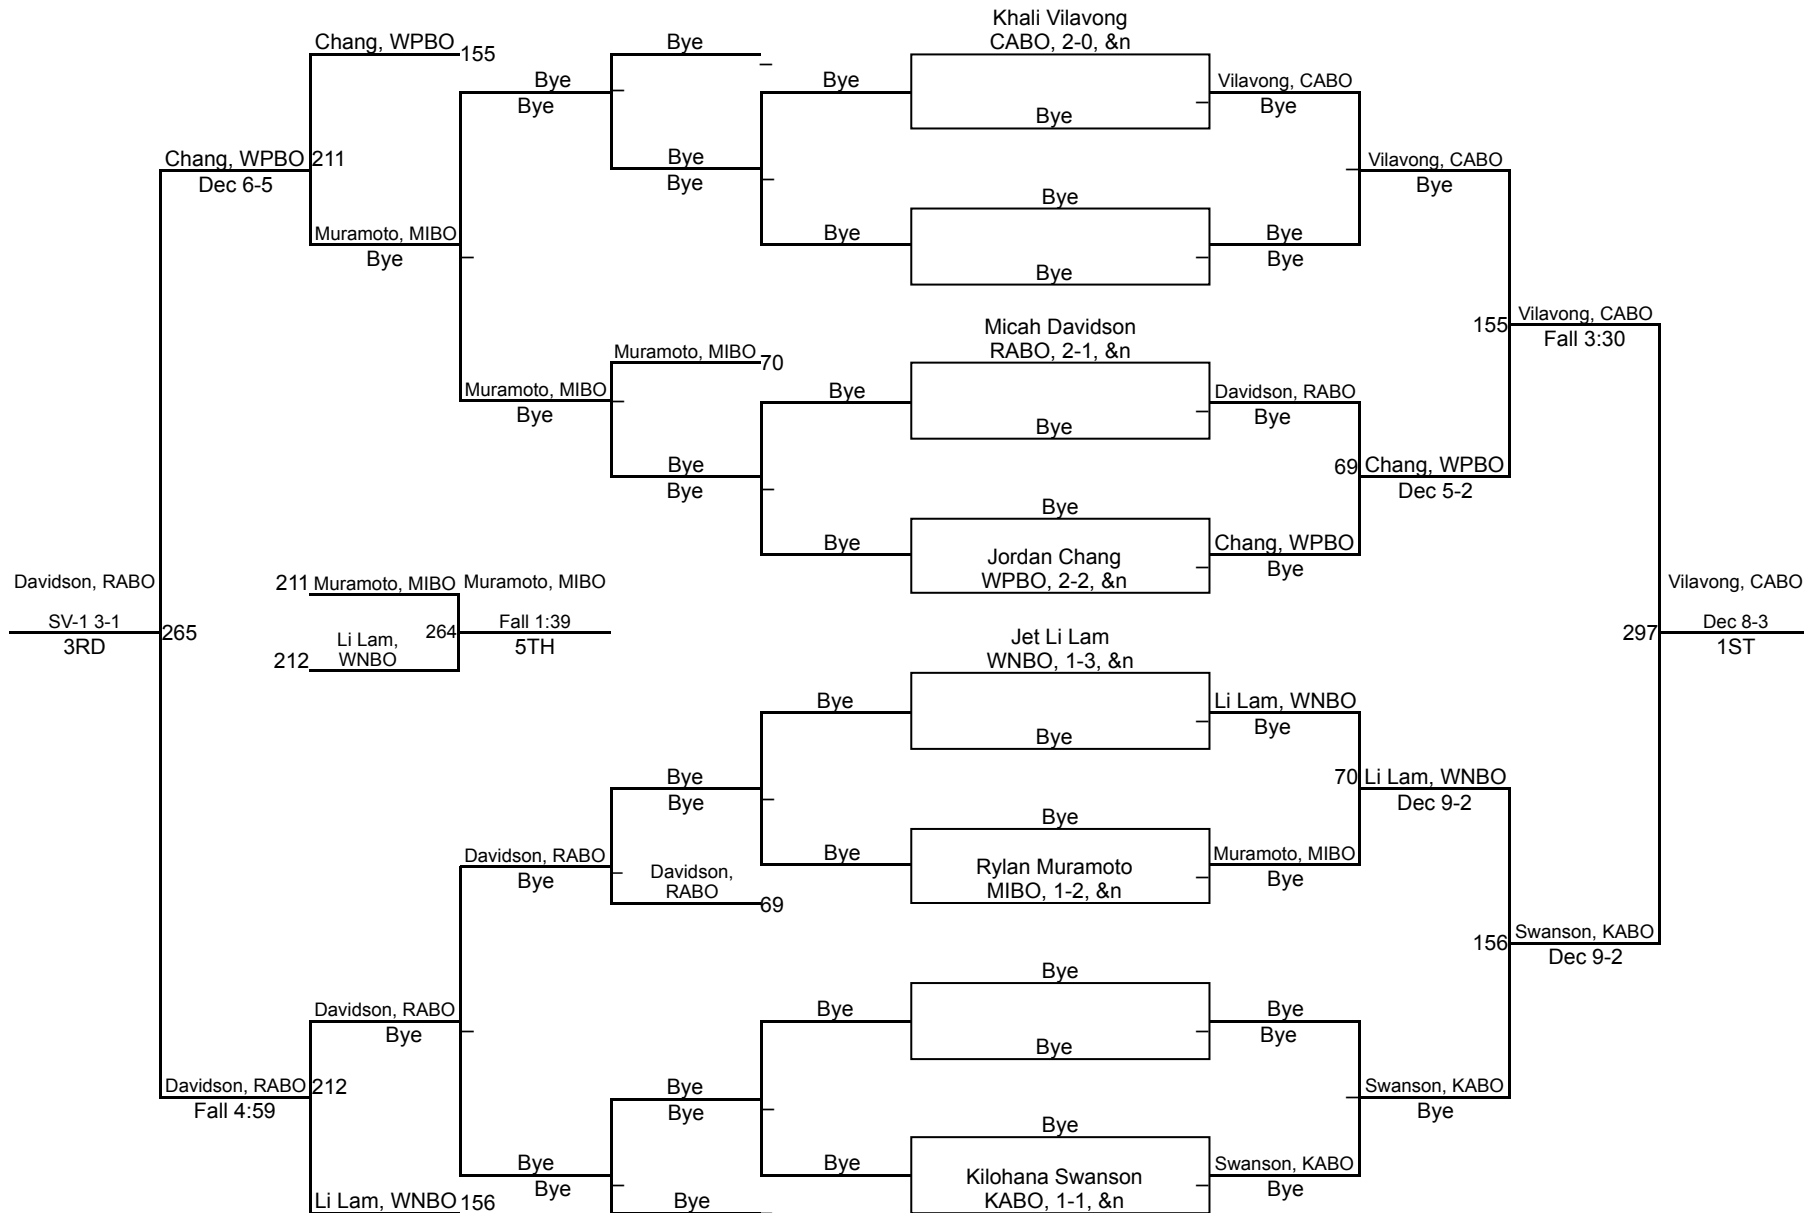 Khali Vilavong
CABO, 2-0, &n
Bye
Bye
Bye
Micah Davidson
RABO, 2-1, &n
Bye
Bye
Jordan Chang
WPBO, 2-2, &n
Jet Li Lam
WNBO, 1-3, &n
Bye
Bye
Rylan Muramoto
MIBO, 1-2, &n
Bye
Bye
Bye
Kilohana Swanson
KABO, 1-1, &n
Vilavong, CABO
Bye
Bye
Bye
Davidson, RABO
Bye
Chang, WPBO
Bye
Li Lam, WNBO
Bye
Muramoto, MIBO
Bye
Bye
Bye
Swanson, KABO
Bye
Vilavong, CABO
Bye
69
Chang, WPBO
Dec 5-2
70
Li Lam, WNBO
Dec 9-2
Swanson, KABO
Bye
155
Vilavong, CABO
Fall 3:30
156
Swanson, KABO
Dec 9-2
297
Vilavong, CABO
Dec 8-3
1ST
Bye
Bye
Bye
Bye
Bye
Bye
Bye
Bye
Bye
Bye
Bye
Muramoto, MIBO
70
Bye
Bye
Bye
Bye
Davidson,
RABO
69
Bye
Bye
Bye
Bye
Bye
Muramoto, MIBO
Bye
Davidson, RABO
Bye
Bye
Bye
Chang, WPBO
155
Muramoto, MIBO
Bye
Davidson, RABO
Bye
Li Lam, WNBO
156
Chang, WPBO
211
Dec 6-5
Davidson, RABO
212
Fall 4:59
Davidson, RABO
SV-1 3-1
265
3RD
211
Muramoto, MIBO
212
Li Lam,
WNBO
264
Muramoto, MIBO
Fall 1:39
5TH